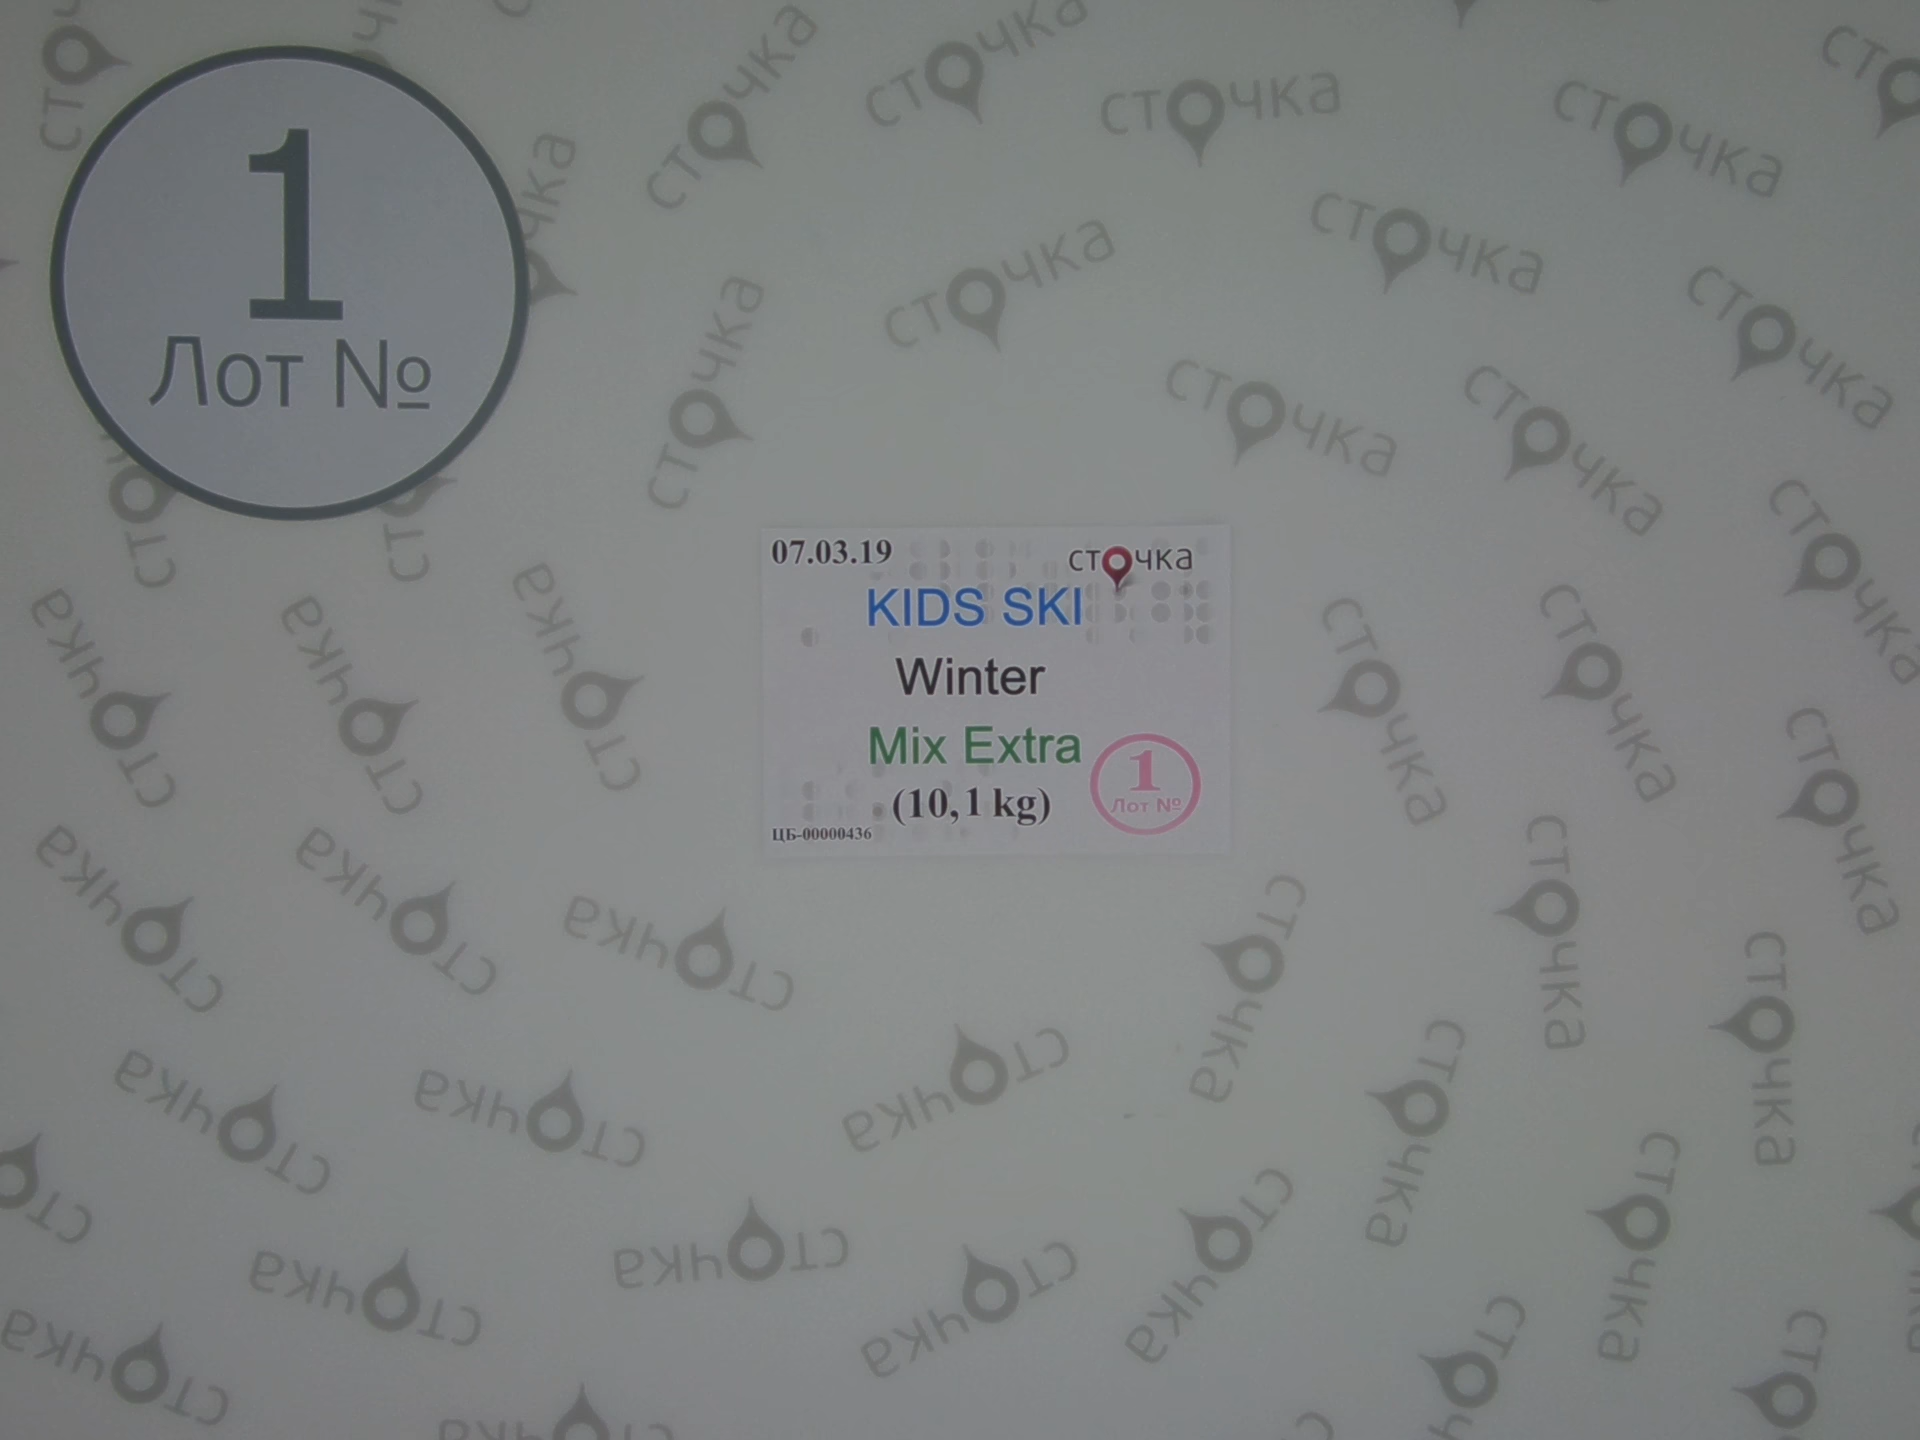 1
Лот №
07.03.19
сточка
KIDS SKI
Winter
Mix Extra
(10,1 kg)
1
Лот №
ЦБ-00000436